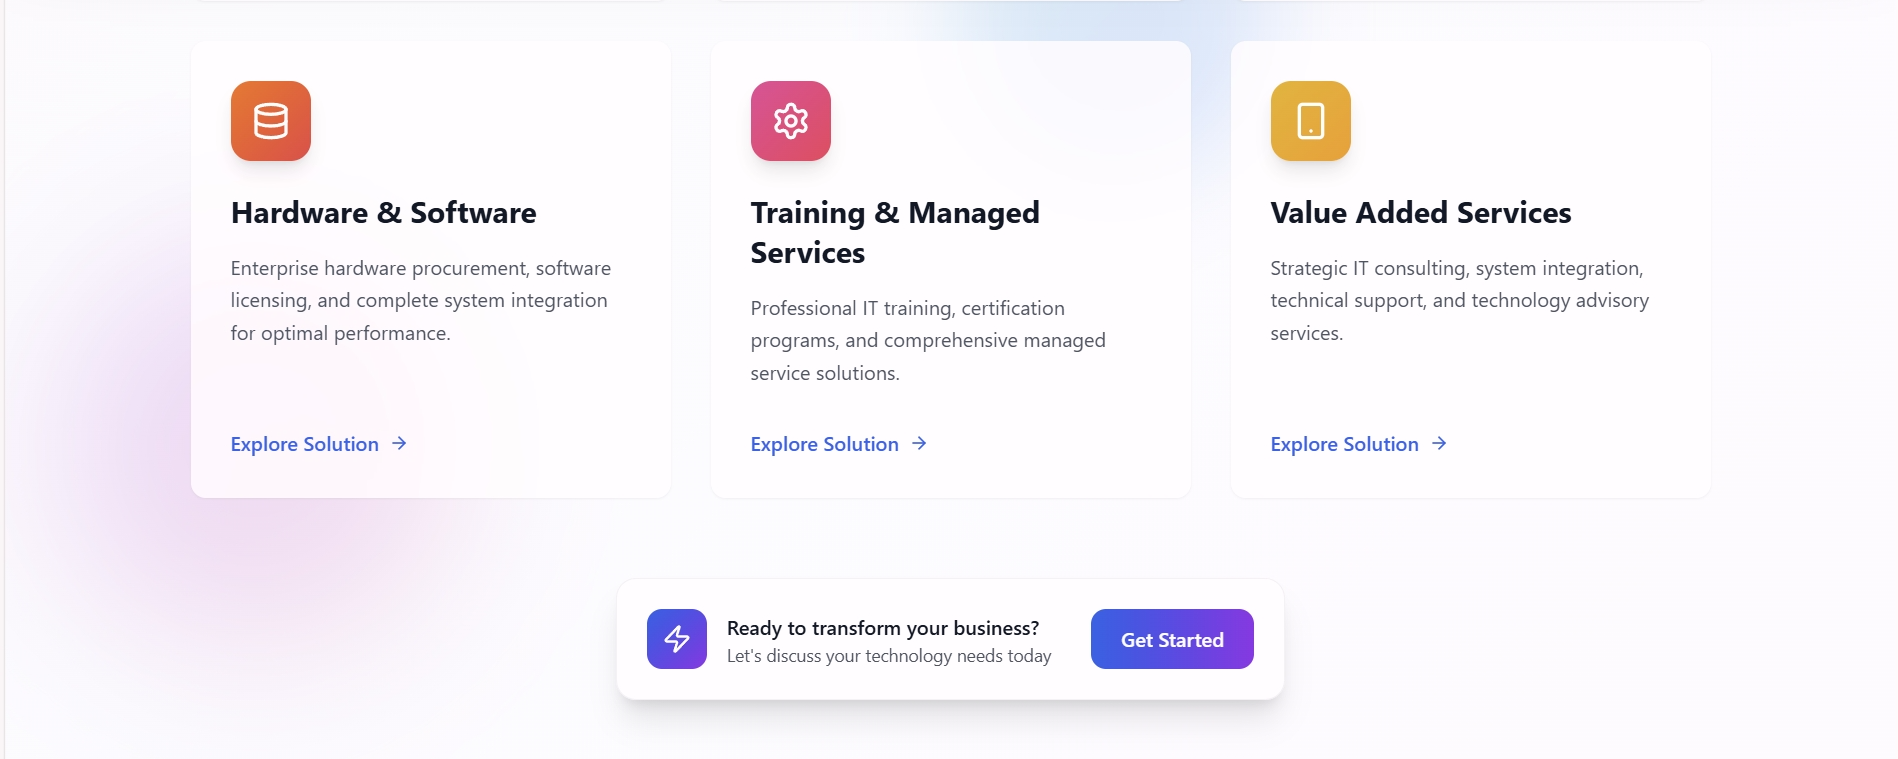 Hardware & Software
Enterprise hardware procurement, software
licensing, and complete system integration
for optimal performance.
Explore Solution
Training & Managed
Services
Professional IT training, certification
programs, and comprehensive managed
service solutions.
Explore Solution
Value Added Services
Strategic IT consulting, system integration,
technical support, and technology advisory
services.
Explore Solution
Ready to transform your business?
Let's discuss your technology needs today
Get Started